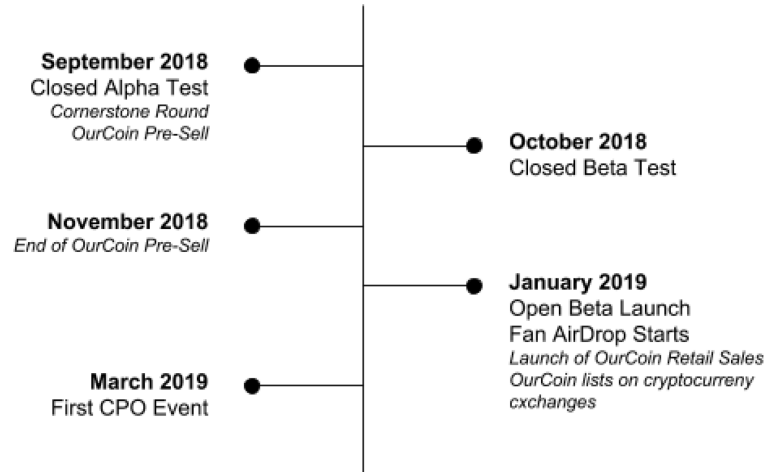 September 2018
Closed Alpha Test
Cornerstone Round
OurCoin Pre-Sell
October 2018
Closed Beta Test
November 2018
End of OurCoin Pre-Sell
January 2019
Open Beta Launch
Fan AirDrop Starts
Launch of OurCoin Retail Sales
OurCoin lists on cryptocurreny
cxchanges
March 2019
First CPO Event